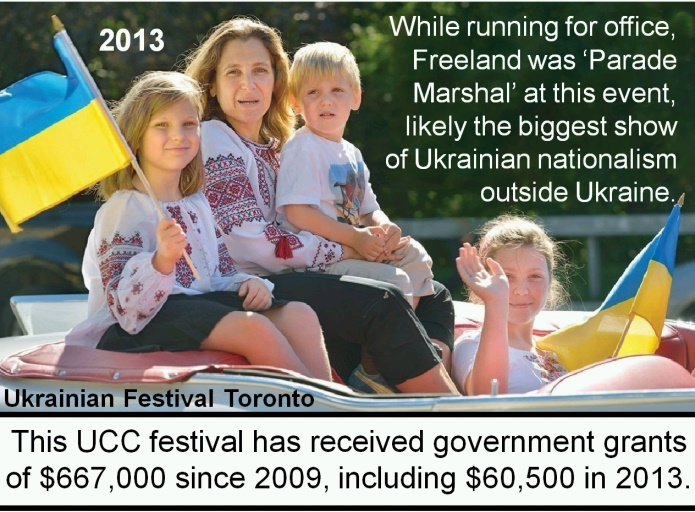 2013
While running for office,
Freeland was ‘Parade
Marshal’ at this event,
likely the biggest show
of Ukrainian nationalism
outside Ukraine.
Ukrainian Festival Toronto
This UCC festival has received government grants
of $667,000 since 2009, including $60,500 in 2013.